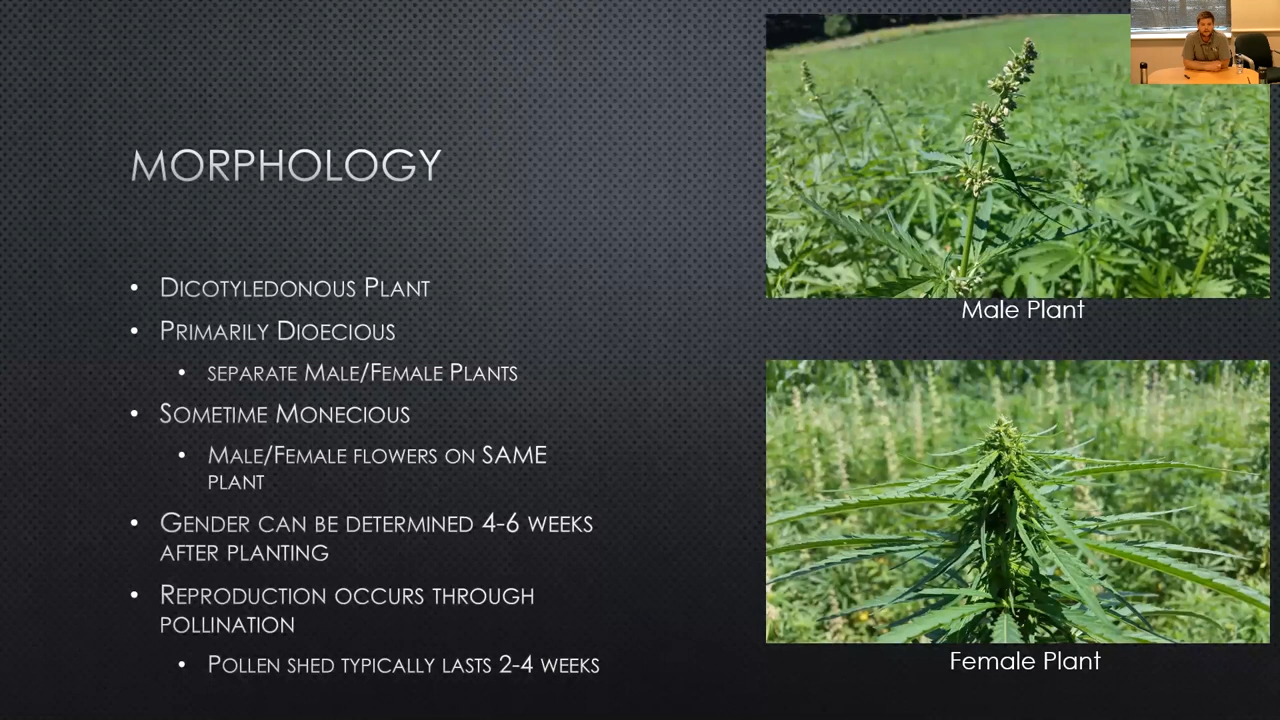 MORPHOLOGY
• DICOTYLEDONOUS PLANT
• PRIMARILY DIOECIOUS
• SEPARATE MALE/FEMALE PLANTS
• SOMETIME MONECIOUS
• MALE/FEMALE FLOWERS ON SAME
PLANT
• GENDER CAN BE DETERMINED 4-6 WEEKS
AFTER PLANTING
• REPRODUCTION OCCURS THROUGH
POLLINATION
• POLLEN SHED TYPICALLY LASTS 2-4 WEEKS
Male Plant
Female Plant